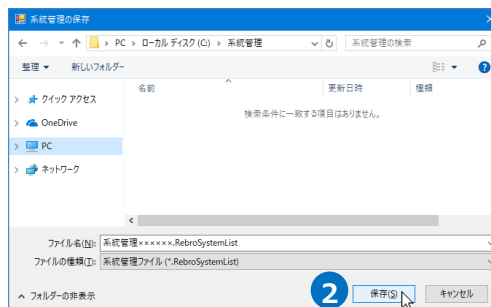 系統管理の保存
PC › ローカル ディスク (C:) › 系統管理
系統管理の検索
整理 新しいフォルダー
名前 更新日時 種類
クイック アクセス
検索条件に一致する項目はありません。
OneDrive
PC
ネットワーク
ファイル名(N): 系統管理××××××.RebroSystemList
ファイルの種類(T): 系統管理ファイル (*.RebroSystemList)
フォルダーの非表示
2
保存(S)
キャンセル